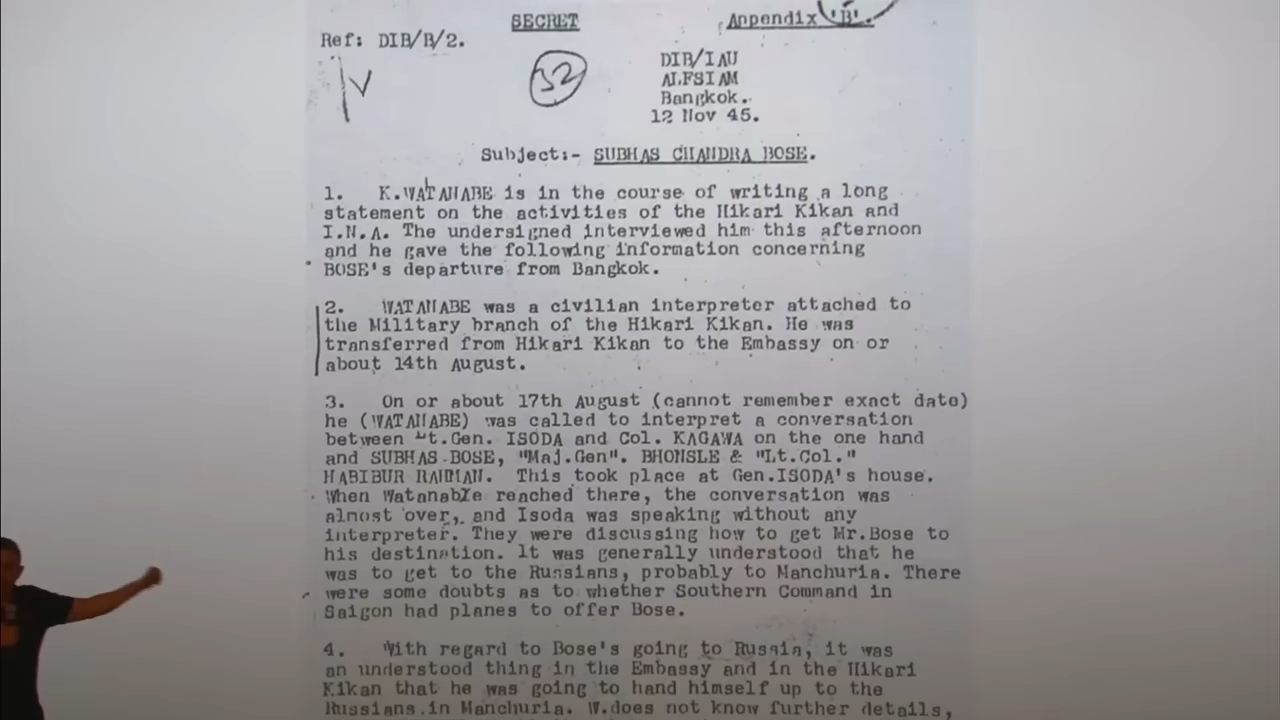 SECRET
Appendix 'B'.
Ref: DIB/B/2.
52
DIB/IAU
ALFSIAM
Bangkok.
12 Nov 45.
Subject:- SUBHAS CHANDRA BOSE.
1. K.WATANABE is in the course of writing a long
statement on the activities of the Hikari Kikan and
I.N.A. The undersigned interviewed him this afternoon
and he gave the following information concerning
BOSE's departure from Bangkok.
2. WATANABE was a civilian interpreter attached to
the Military branch of the Hikari Kikan. He was
transferred from Hikari Kikan to the Embassy on or
about 14th August.
3. On or about 17th August (cannot remember exact date)
he (WATANABE) was called to interpret a conversation
between Lt.Gen. ISODA and Col. KAGAWA on the one hand
and SUBHAS BOSE, "Maj.Gen". BHONSLE & "Lt.Col."
HABIBUR RAHMAN. This took place at Gen.ISODA's house.
When Watanabe reached there, the conversation was
almost over, and Isoda was speaking without any
interpreter. They were discussing how to get Mr.Bose to
his destination. It was generally understood that he
was to get to the Russians, probably to Manchuria. There
were some doubts as to whether Southern Command in
Saigon had planes to offer Bose.
4. With regard to Bose's going to Russia, it was
an understood thing in the Embassy and in the Hikari
Kikan that he was going to hand himself up to the
Russians in Manchuria. W.does not know further details,